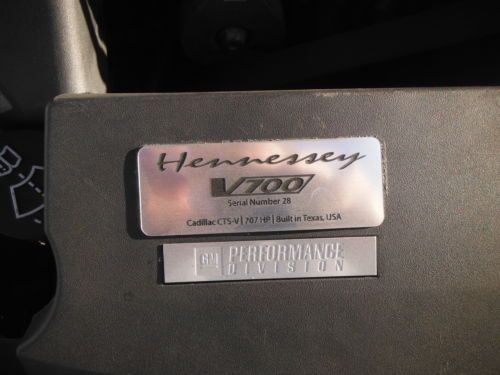 Hennessey
V700
Serial Number 28
Cadillac CTS-V | 707 HP | Built in Texas, USA
GM PERFORMANCE
DIVISION